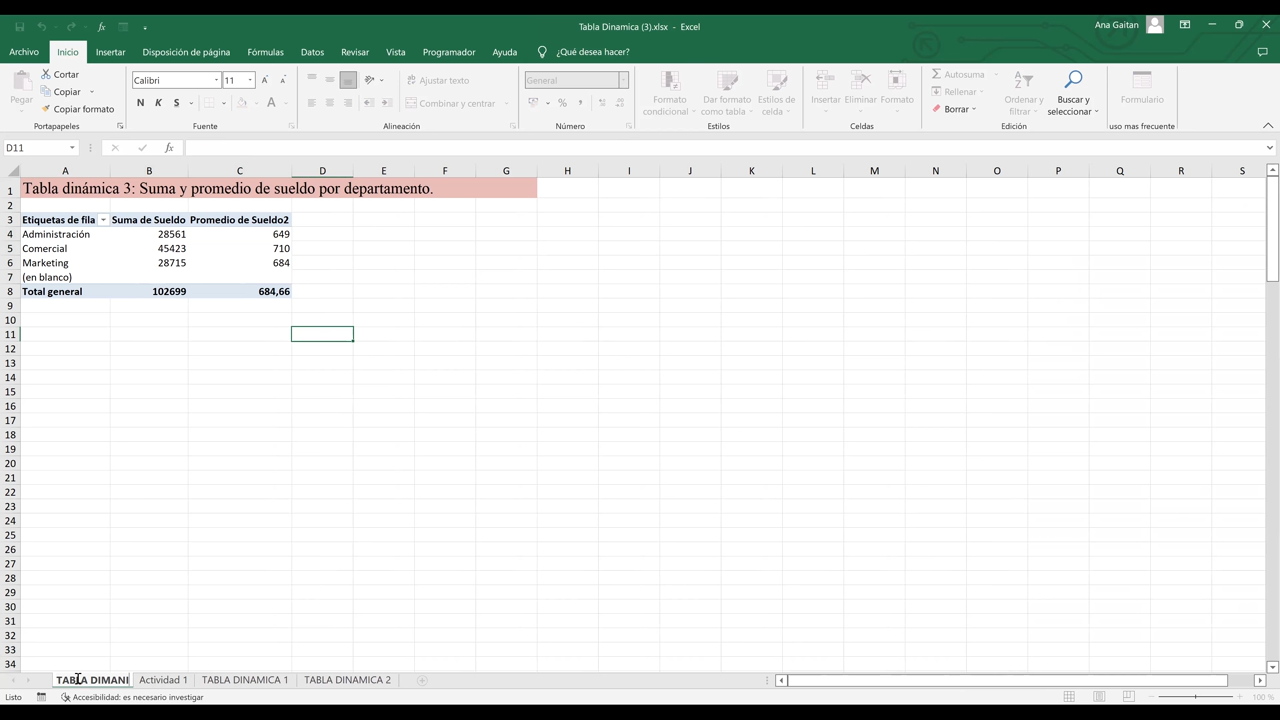 Tabla Dinamica (3).xlsx - Excel
Ana Gaitan
Archivo Inicio Insertar Disposición de página Fórmulas Datos Revisar Vista Programador Ayuda ¿Qué desea hacer?
Pegar
Cortar
Copiar
Copiar formato
Portapapeles
Calibri 11
N K S
Fuente
Ajustar texto
Combinar y centrar
Alineación
General
Número
Formato condicional
Dar formato como tabla
Estilos de celda
Estilos
Insertar Eliminar Formato
Celdas
Autosuma
Rellenar
Borrar
Ordenar y filtrar
Buscar y seleccionar
Edición
Formulario
uso mas frecuente
D11
fx
A B C D E F G H I J K L M N O P Q R S
1 Tabla dinámica 3: Suma y promedio de sueldo por departamento.
2
3 Etiquetas de fila Suma de Sueldo Promedio de Sueldo2
4 Administración 28561 649
5 Comercial 45423 710
6 Marketing 28715 684
7 (en blanco)
8 Total general 102699 684,66
9
10
11
12
13
14
15
16
17
18
19
20
21
22
23
24
25
26
27
28
29
30
31
32
33
34
TABLA DIMANI Actividad 1 TABLA DINAMICA 1 TABLA DINAMICA 2
Listo Accesibilidad: es necesario investigar 100 %